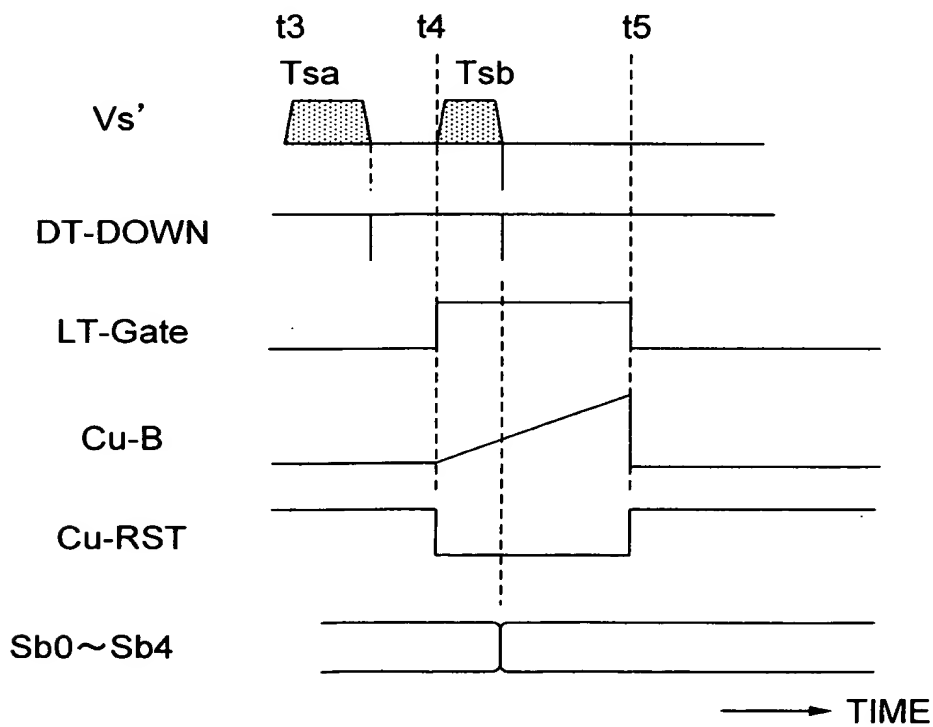 t3 t4 t5
Tsa Tsb
Vs’
DT-DOWN
LT-Gate
Cu-B
Cu-RST
Sb0～Sb4
TIME